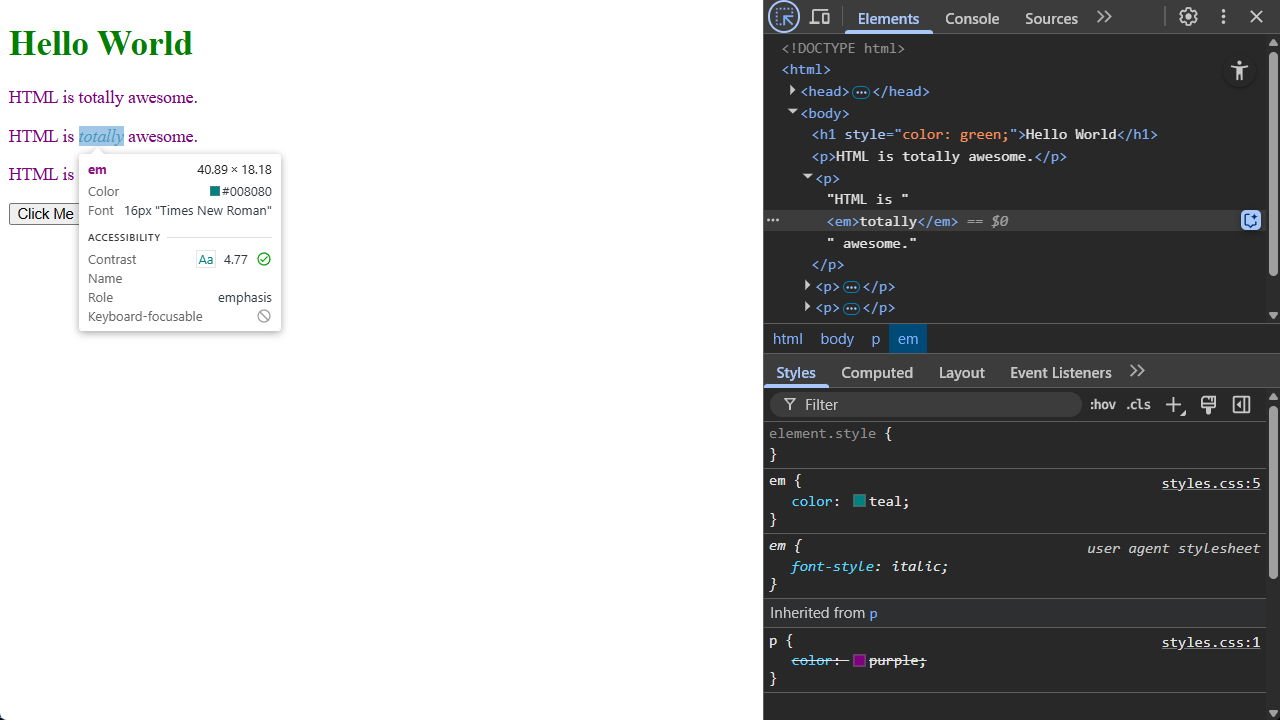 Hello World
HTML is totally awesome.
HTML is totally awesome.
HTML is
Click Me
em 40.89 × 18.18
Color #008080
Font 16px "Times New Roman"
ACCESSIBILITY
Contrast Aa 4.77
Name
Role emphasis
Keyboard-focusable
Elements Console Sources
<!DOCTYPE html>
<html>
<head> ··· </head>
<body>
<h1 style="color: green;">Hello World</h1>
<p>HTML is totally awesome.</p>
<p>
"HTML is "
··· <em>totally</em> == $0
" awesome."
</p>
<p> ··· </p>
<p> ··· </p>
html body p em
Styles Computed Layout Event Listeners
Filter :hov .cls
element.style {
}
em { styles.css:5
color: teal;
}
em { user agent stylesheet
font-style: italic;
}
Inherited from p
p { styles.css:1
color: purple;
}